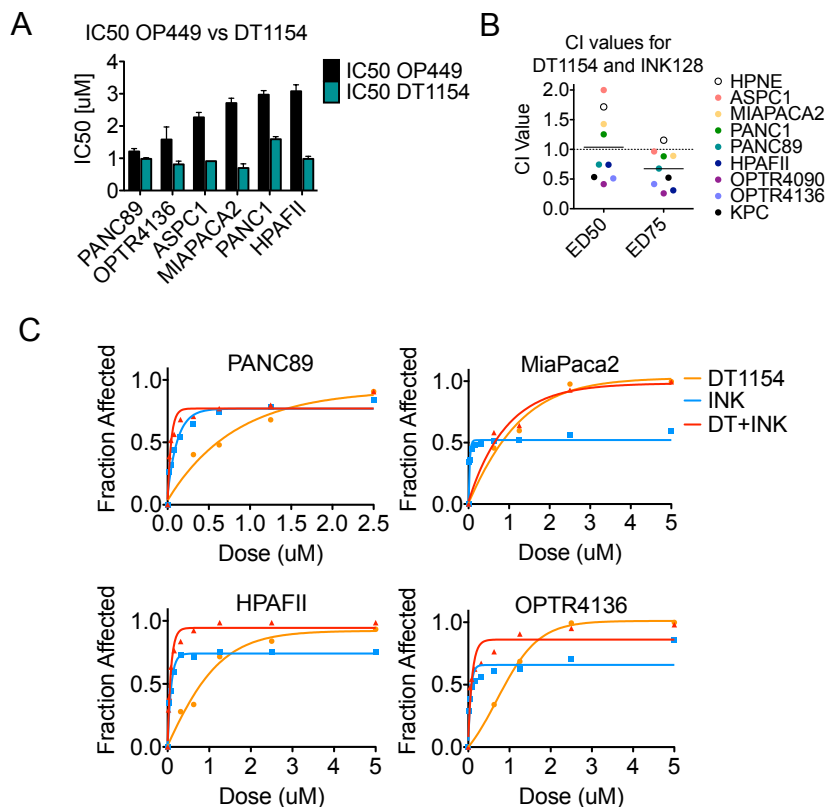 A
IC50 OP449 vs DT1154
IC50 [uM]
4
3
2
1
0
IC50 OP449
IC50 DT1154
PANC89
OPTR4136
ASPC1
MIAPACA2
PANC1
HPAFII
B
CI values for
DT1154 and INK128
CI Value
2.0
1.5
1.0
0.5
0.0
ED50
ED75
HPNE
ASPC1
MIAPACA2
PANC1
PANC89
HPAFII
OPTR4090
OPTR4136
KPC
C
PANC89
Fraction Affected
1.0
0.5
0.0
0.0 0.5 1.0 1.5 2.0 2.5
Dose (uM)
MiaPaca2
Fraction Affected
1.0
0.5
0.0
0 1 2 3 4 5
Dose (uM)
DT1154
INK
DT+INK
HPAFII
Fraction Affected
1.0
0.5
0.0
0 1 2 3 4 5
Dose (uM)
OPTR4136
Fraction Affected
1.0
0.5
0.0
0 1 2 3 4 5
Dose (uM)